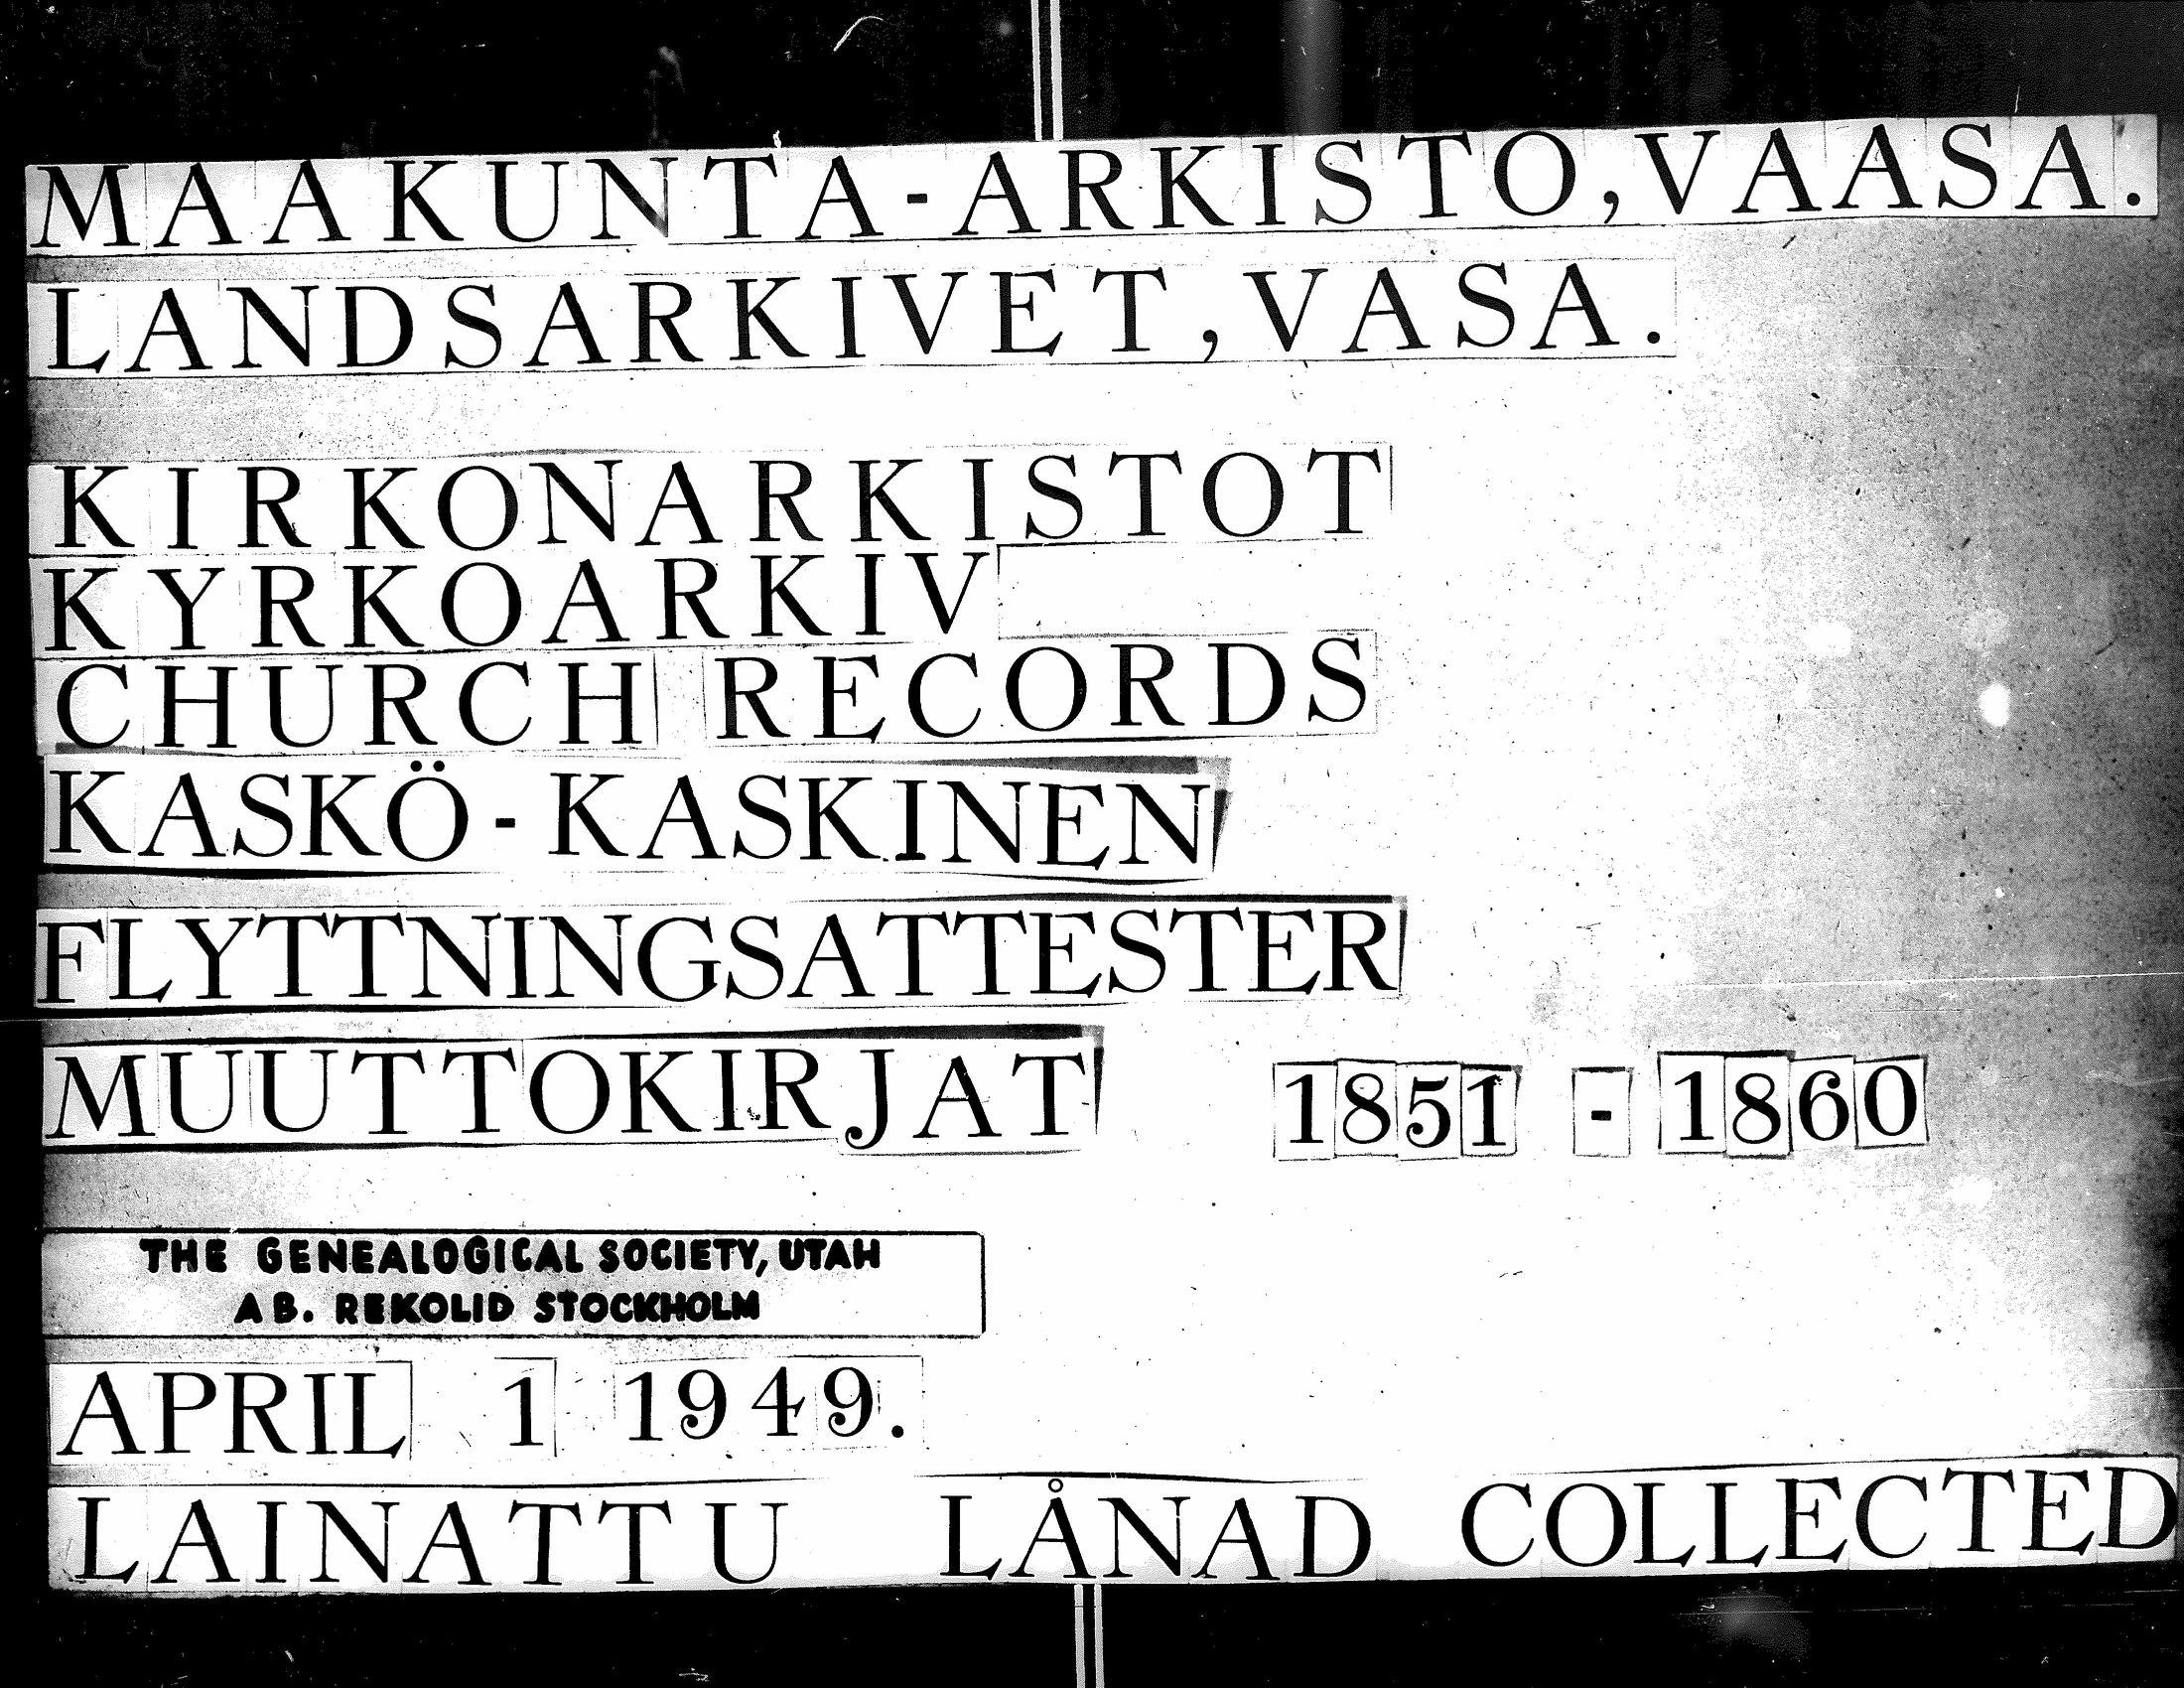 MAAKUNTA-ARKISTO, VAASA.
LANDSARKIVET, VASA.
KIRKONARKISTOT
KYRKOARKIV
CHURCH RECORDS
KASKÖ - KASKINEN
FLYTTNINGSATTESTER
MUUTTOKIRJAT 1851 - 1860
THE GENEALOGICAL SOCIETY, UTAH
AB. REKOLID STOCKHOLM
APRIL 1 1949.
LAINATTU LÅNAD COLLECTED